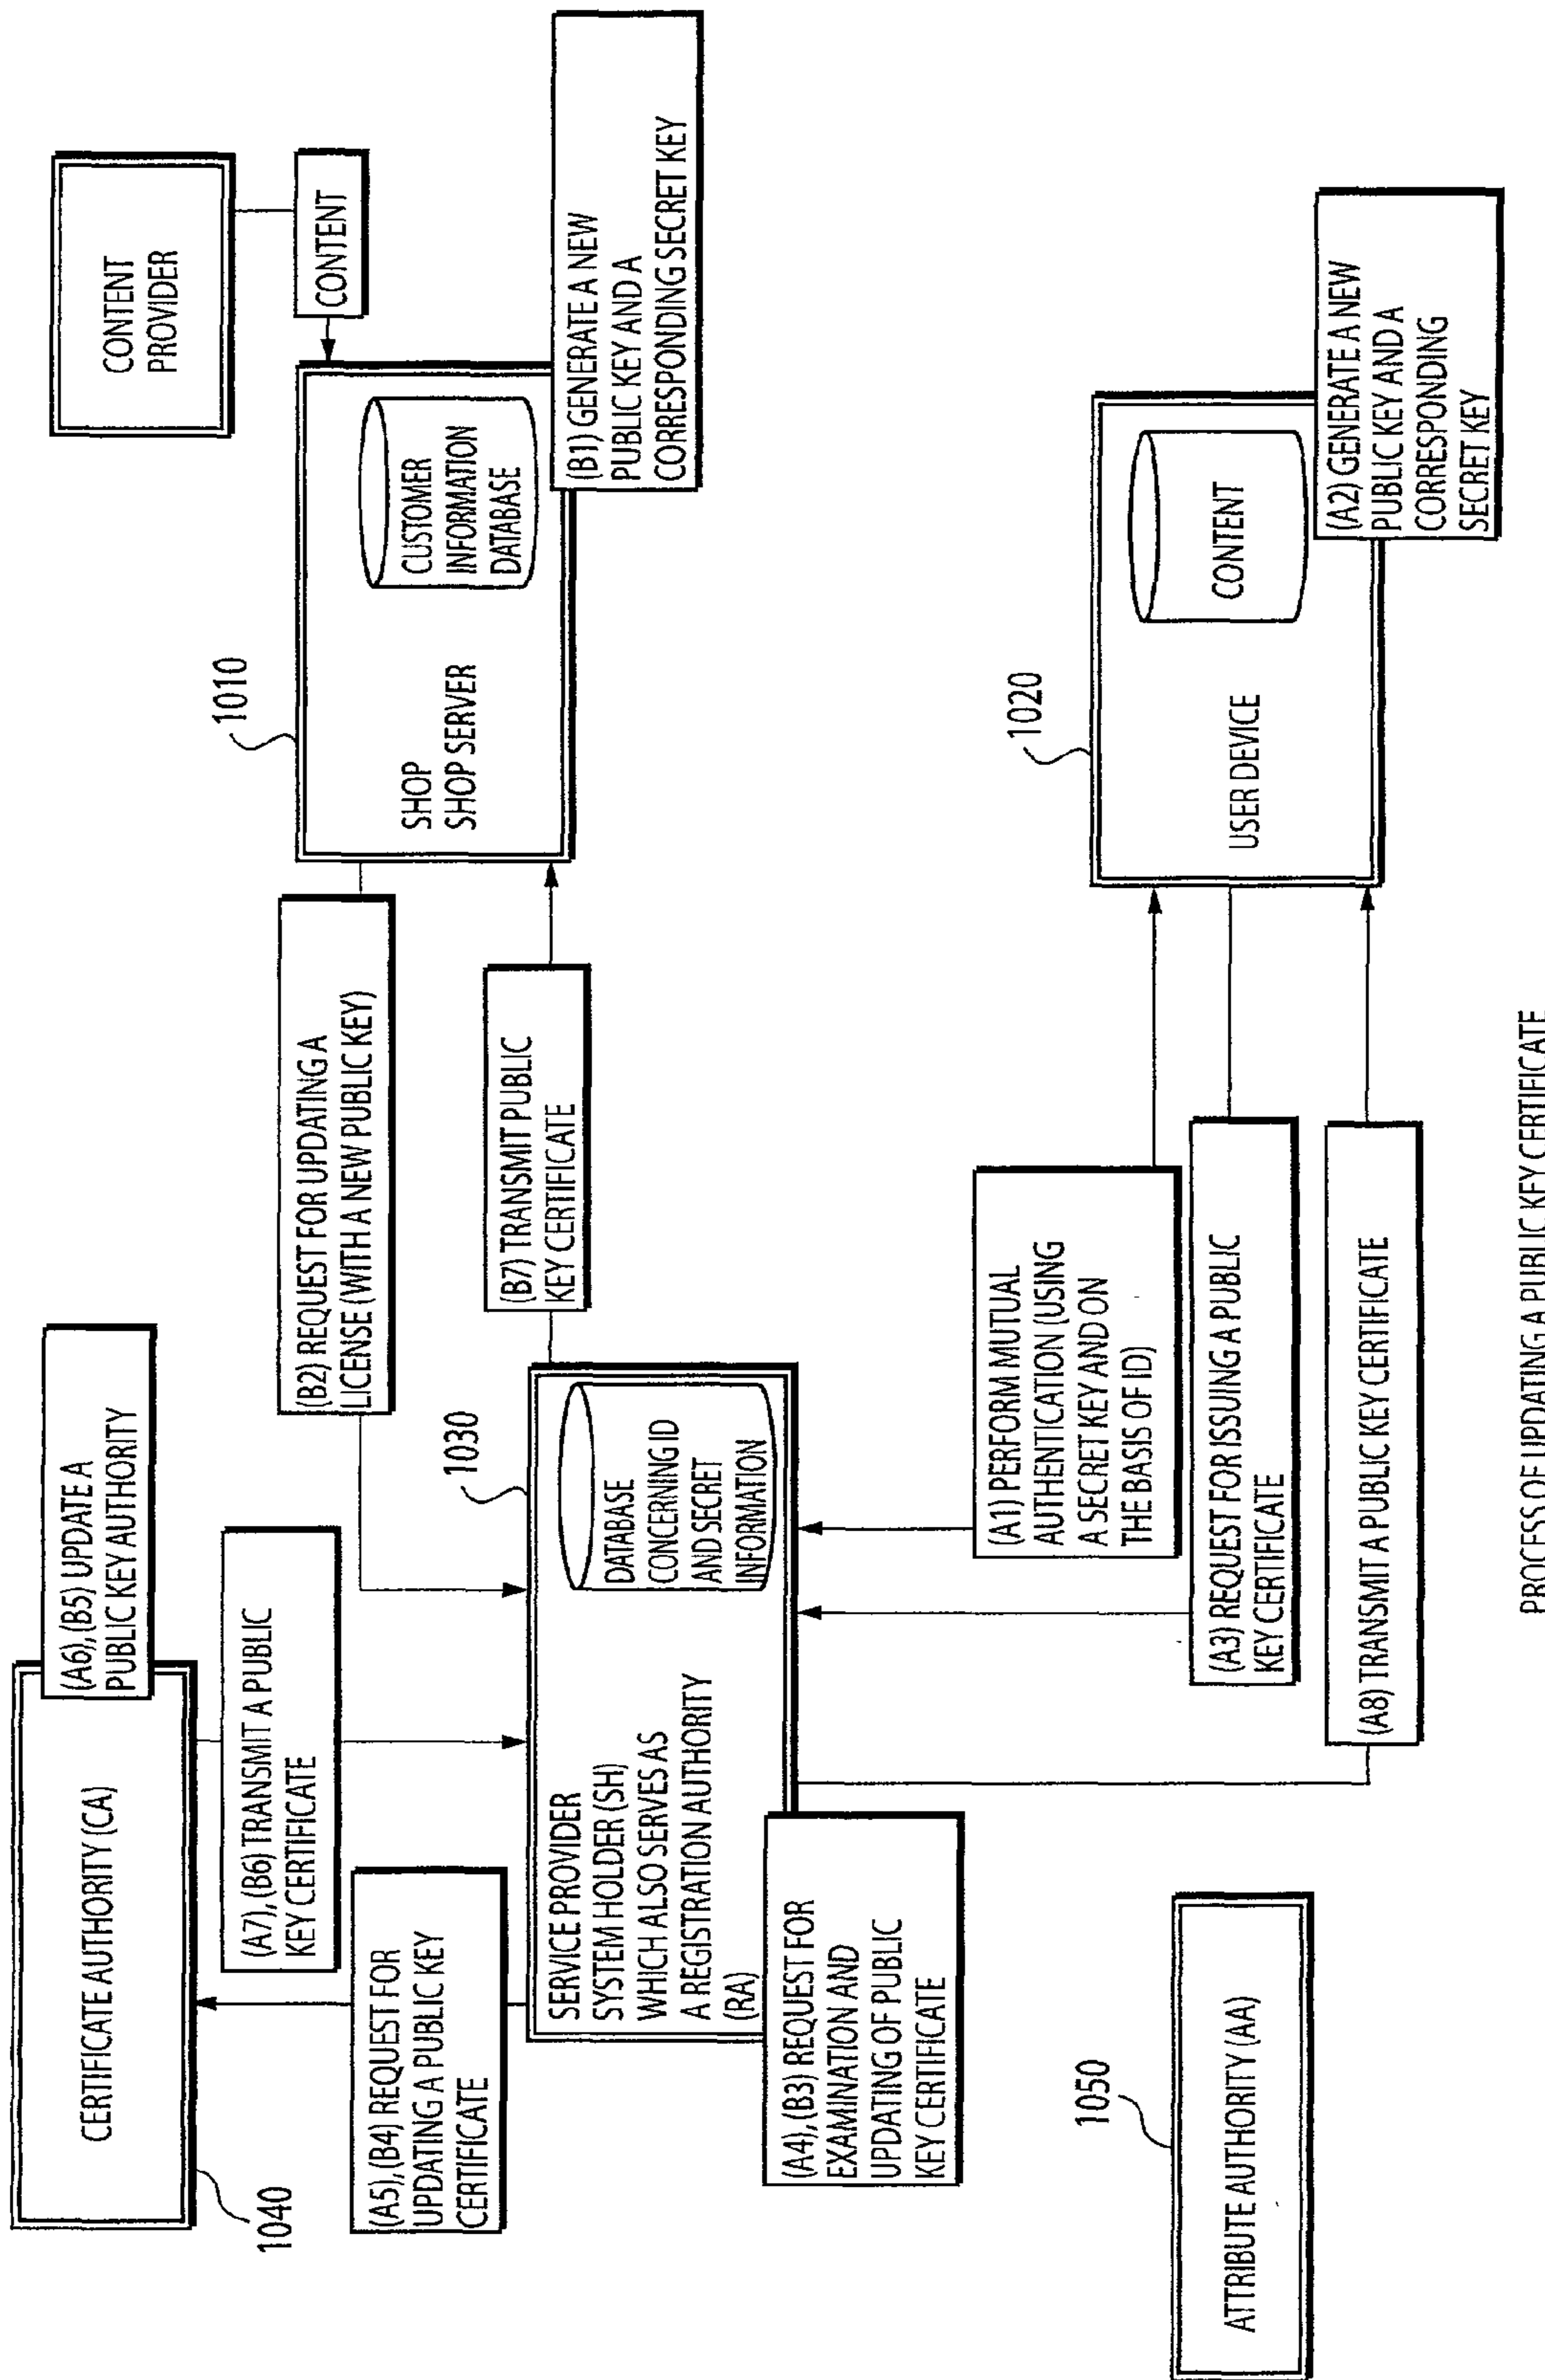 CERTIFICATE AUTHORITY (CA)
1040
(A6), (B5) UPDATE A
PUBLIC KEY AUTHORITY
(A7), (B6) TRANSMIT A PUBLIC
KEY CERTIFICATE
(A5), (B4) REQUEST FOR
UPDATING A PUBLIC KEY
CERTIFICATE
(B2) REQUEST FOR UPDATING A
LICENSE (WITH A NEW PUBLIC KEY)
(B7) TRANSMIT PUBLIC
KEY CERTIFICATE
CONTENT
PROVIDER
CONTENT
1010
SHOP
SHOP SERVER
CUSTOMER
INFORMATION
DATABASE
(B1) GENERATE A NEW
PUBLIC KEY AND A
CORRESPONDING SECRET KEY
1030
SERVICE PROVIDER
SYSTEM HOLDER (SH)
WHICH ALSO SERVES AS
A REGISTRATION AUTHORITY
(RA)
DATABASE
CONCERNING ID
AND SECRET
INFORMATION
(A4), (B3) REQUEST FOR
EXAMINATION AND
UPDATING OF PUBLIC
KEY CERTIFICATE
(A1) PERFORM MUTUAL
AUTHENTICATION (USING
A SECRET KEY AND ON
THE BASIS OF ID)
(A3) REQUEST FOR ISSUING A PUBLIC
KEY CERTIFICATE
(A8) TRANSMIT A PUBLIC KEY CERTIFICATE
1020
USER DEVICE
CONTENT
(A2) GENERATE A NEW
PUBLIC KEY AND A
CORRESPONDING
SECRET KEY
1050
ATTRIBUTE AUTHORITY (AA)
PROCESS OF UPDATING A PUBLIC KEY CERTIFICATE